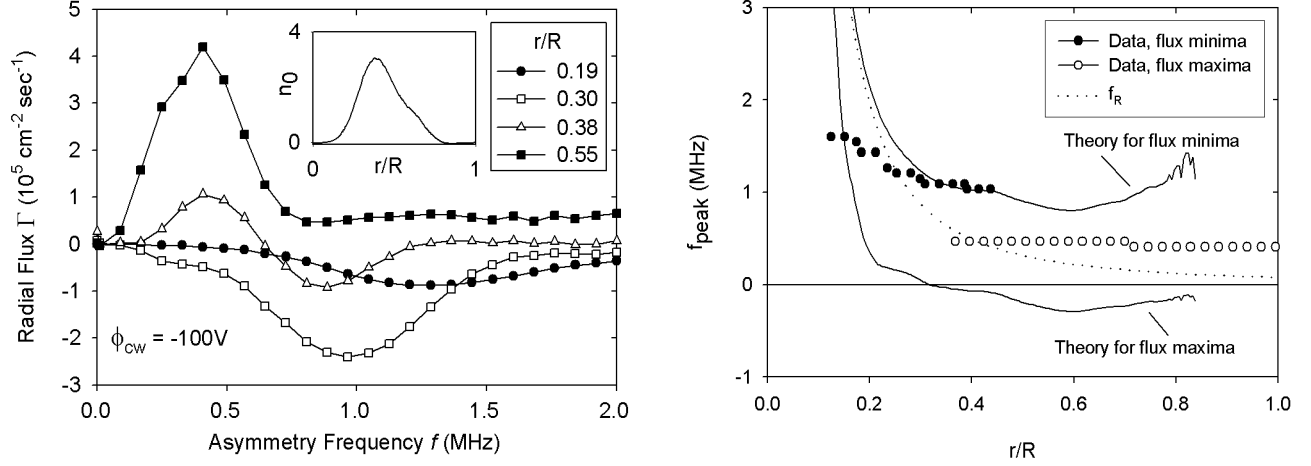 5
4
3
2
1
0
-1
-2
-3
Radial Flux Γ (10⁵ cm⁻² sec⁻¹)
0.0
0.5
1.0
1.5
2.0
Asymmetry Frequency f (MHz)
ϕCW = -100V
4
n₀
0
0
1
r/R
r/R
0.19
0.30
0.38
0.55
3
2
1
0
-1
fpeak (MHz)
0.0
0.2
0.4
0.6
0.8
1.0
r/R
Data, flux minima
Data, flux maxima
fR
Theory for flux minima
Theory for flux maxima